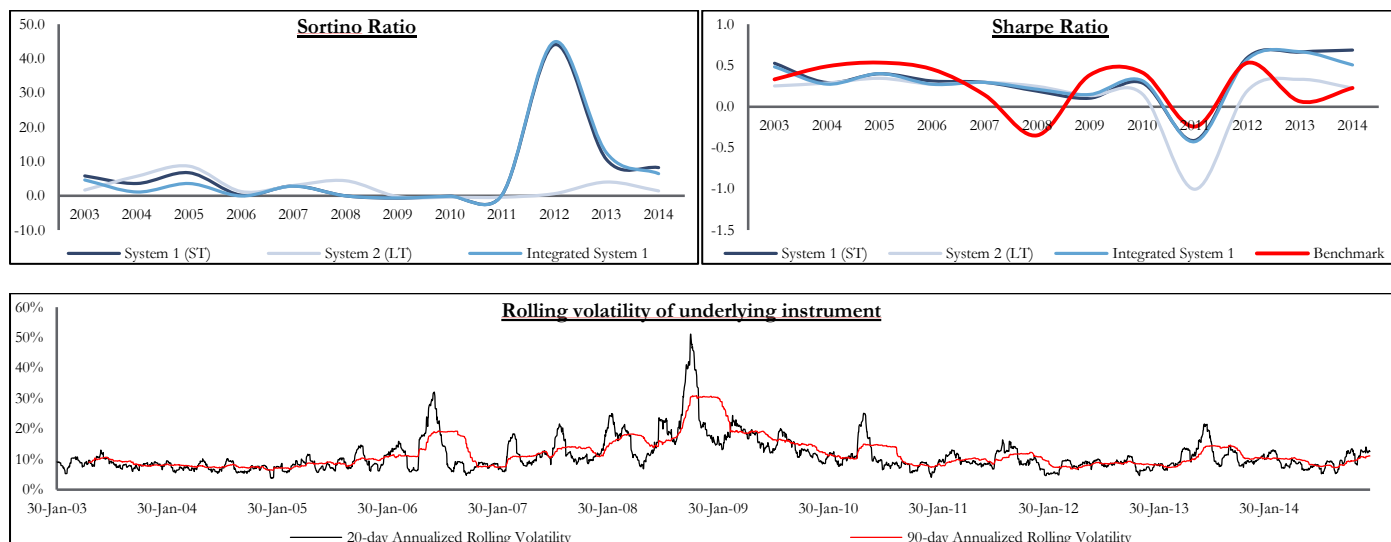 Sortino Ratio
50.0
40.0
30.0
20.0
10.0
0.0
-10.0
2003 2004 2005 2006 2007 2008 2009 2010 2011 2012 2013 2014
System 1 (ST) System 2 (LT) Integrated System 1
Sharpe Ratio
1.0
0.5
0.0
-0.5
-1.0
-1.5
2003 2004 2005 2006 2007 2008 2009 2010 2011 2012 2013 2014
System 1 (ST) System 2 (LT) Integrated System 1 Benchmark
Rolling volatility of underlying instrument
60%
50%
40%
30%
20%
10%
0%
30-Jan-03 30-Jan-04 30-Jan-05 30-Jan-06 30-Jan-07 30-Jan-08 30-Jan-09 30-Jan-10 30-Jan-11 30-Jan-12 30-Jan-13 30-Jan-14
20-day Annualized Rolling Volatility 90-day Annualized Rolling Volatility